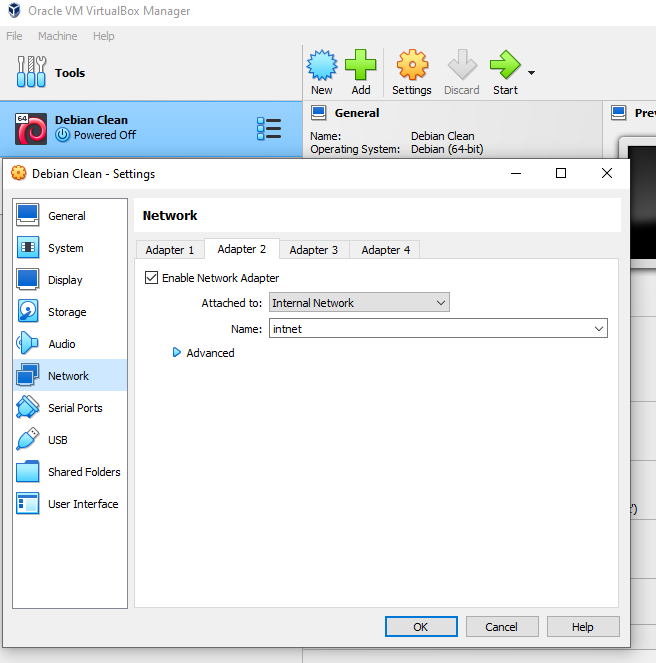 Oracle VM VirtualBox Manager
File Machine Help
Tools
New Add Settings Discard Start
64
Debian Clean
Powered Off
General
Name: Debian Clean
Operating System: Debian (64-bit)
Prev
Debian Clean - Settings
General
System
Display
Storage
Audio
Network
Serial Ports
USB
Shared Folders
User Interface
Network
Adapter 1 Adapter 2 Adapter 3 Adapter 4
Enable Network Adapter
Attached to: Internal Network
Name: intnet
Advanced
OK Cancel Help